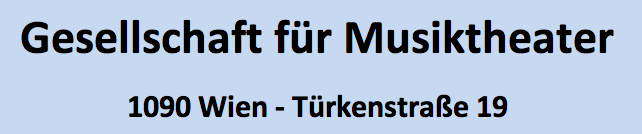 Gesellschaft für Musiktheater
1090 Wien - Türkenstraße 19